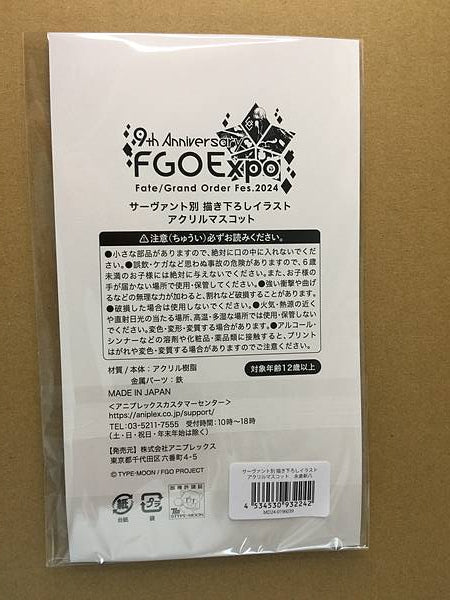 9th Anniversary
FGO Expo
Fate/Grand Order Fes.2024
サーヴァント別 描き下ろしイラスト
アクリルマスコット
注意(ちゅうい)必ずお読みください。
●小さな部品がありますので、絶対に口の中に入れないでく
ださい。●誤飲・ケガなど思わぬ事故の危険がありますので、6歳
未満のお子様には絶対に与えないでください。また、お子様の
手が届かない場所で使用・保管してください。●強い衝撃や曲げ
るなどの無理な力が加わると、割れなど破損することがあります。
●破損した場合は使用しないでください。●火気・熱源の近く
や直射日光の当たる場所、高温・多湿な場所では使用・保管しない
でください。変色・変形・変質する場合があります。●アルコール・
シンナーなどの溶剤や化粧品・薬品類に接触すると、プリント
はがれや変色・変質する場合がありますのでご注意ください。
材質/本体:アクリル樹脂
金属パーツ:鉄
対象年齢12歳以上
MADE IN JAPAN
<アニプレックスカスタマーセンター>
https://aniplex.co.jp/support/
TEL:03-5211-7555 受付時間:10時〜18時
(土・日・祝日・年末年始は除く)
【発売元】株式会社アニプレックス
東京都千代田区六番町4-5
© TYPE-MOON / FGO PROJECT
紙
台紙
プラ
袋
©TYPE-MOON
サーヴァント別 描き下ろしイラスト
アクリルマスコット 永倉新八
4 534530 932242